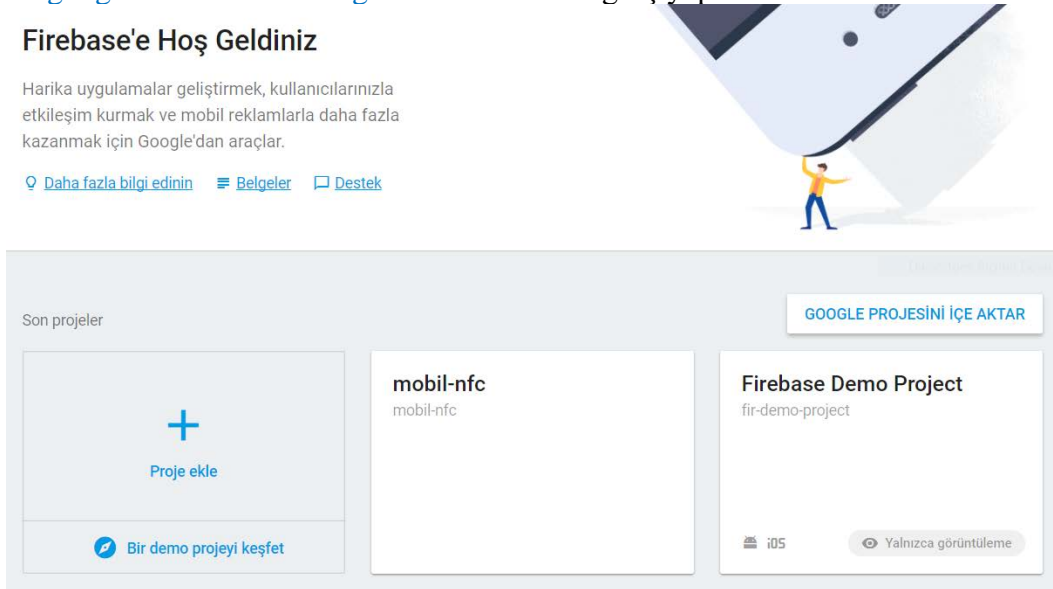 Firebase'e Hoş Geldiniz
Harika uygulamalar geliştirmek, kullanıcılarınızla
etkileşim kurmak ve mobil reklamlarla daha fazla
kazanmak için Google'dan araçlar.
Daha fazla bilgi edinin Belgeler Destek
Son projeler
GOOGLE PROJESİNİ İÇE AKTAR
Proje ekle
Bir demo projeyi keşfet
mobil-nfc
mobil-nfc
Firebase Demo Project
fir-demo-project
iOS
Yalnızca görüntüleme